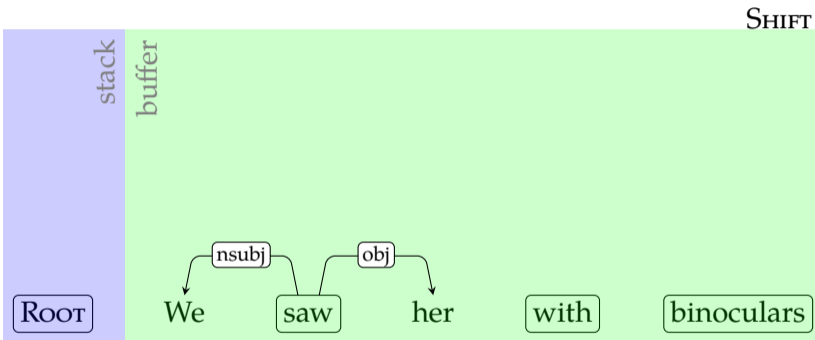 SHIFT
stack
buffer
nsubj obj
ROOT We saw her with binoculars